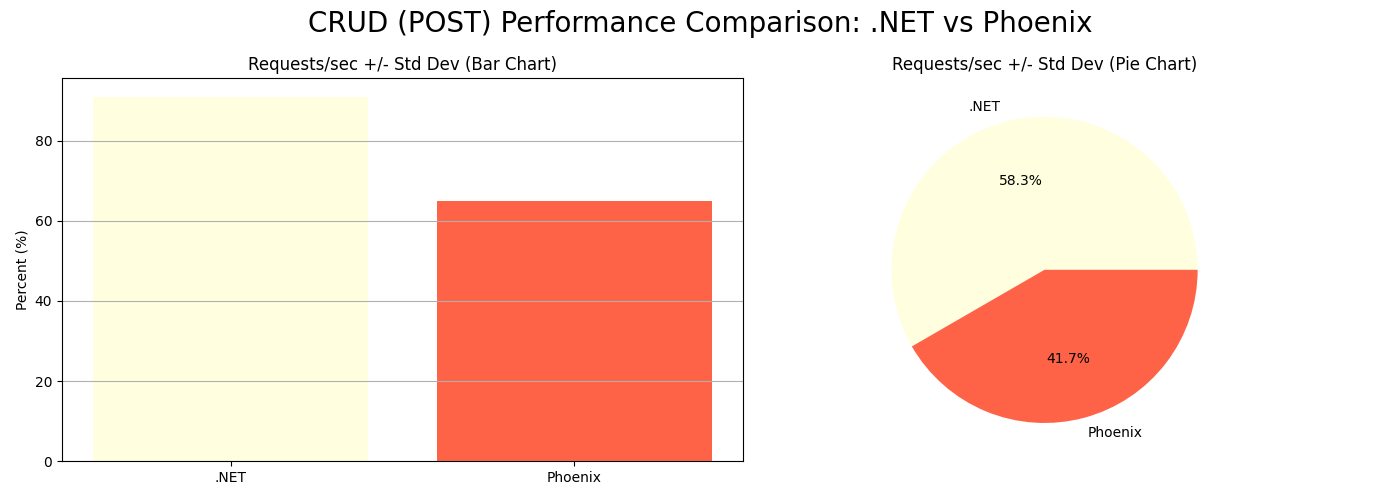 CRUD (POST) Performance Comparison: .NET vs Phoenix
Requests/sec +/- Std Dev (Bar Chart)
Percent (%)
80
60
40
20
0
.NET
Phoenix
Requests/sec +/- Std Dev (Pie Chart)
.NET
58.3%
41.7%
Phoenix